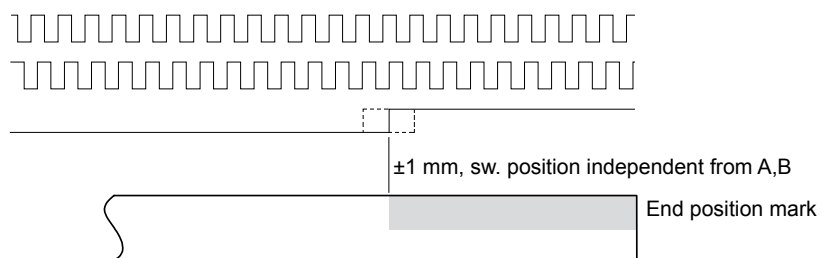 ±1 mm, sw. position independent from A,B
End position mark